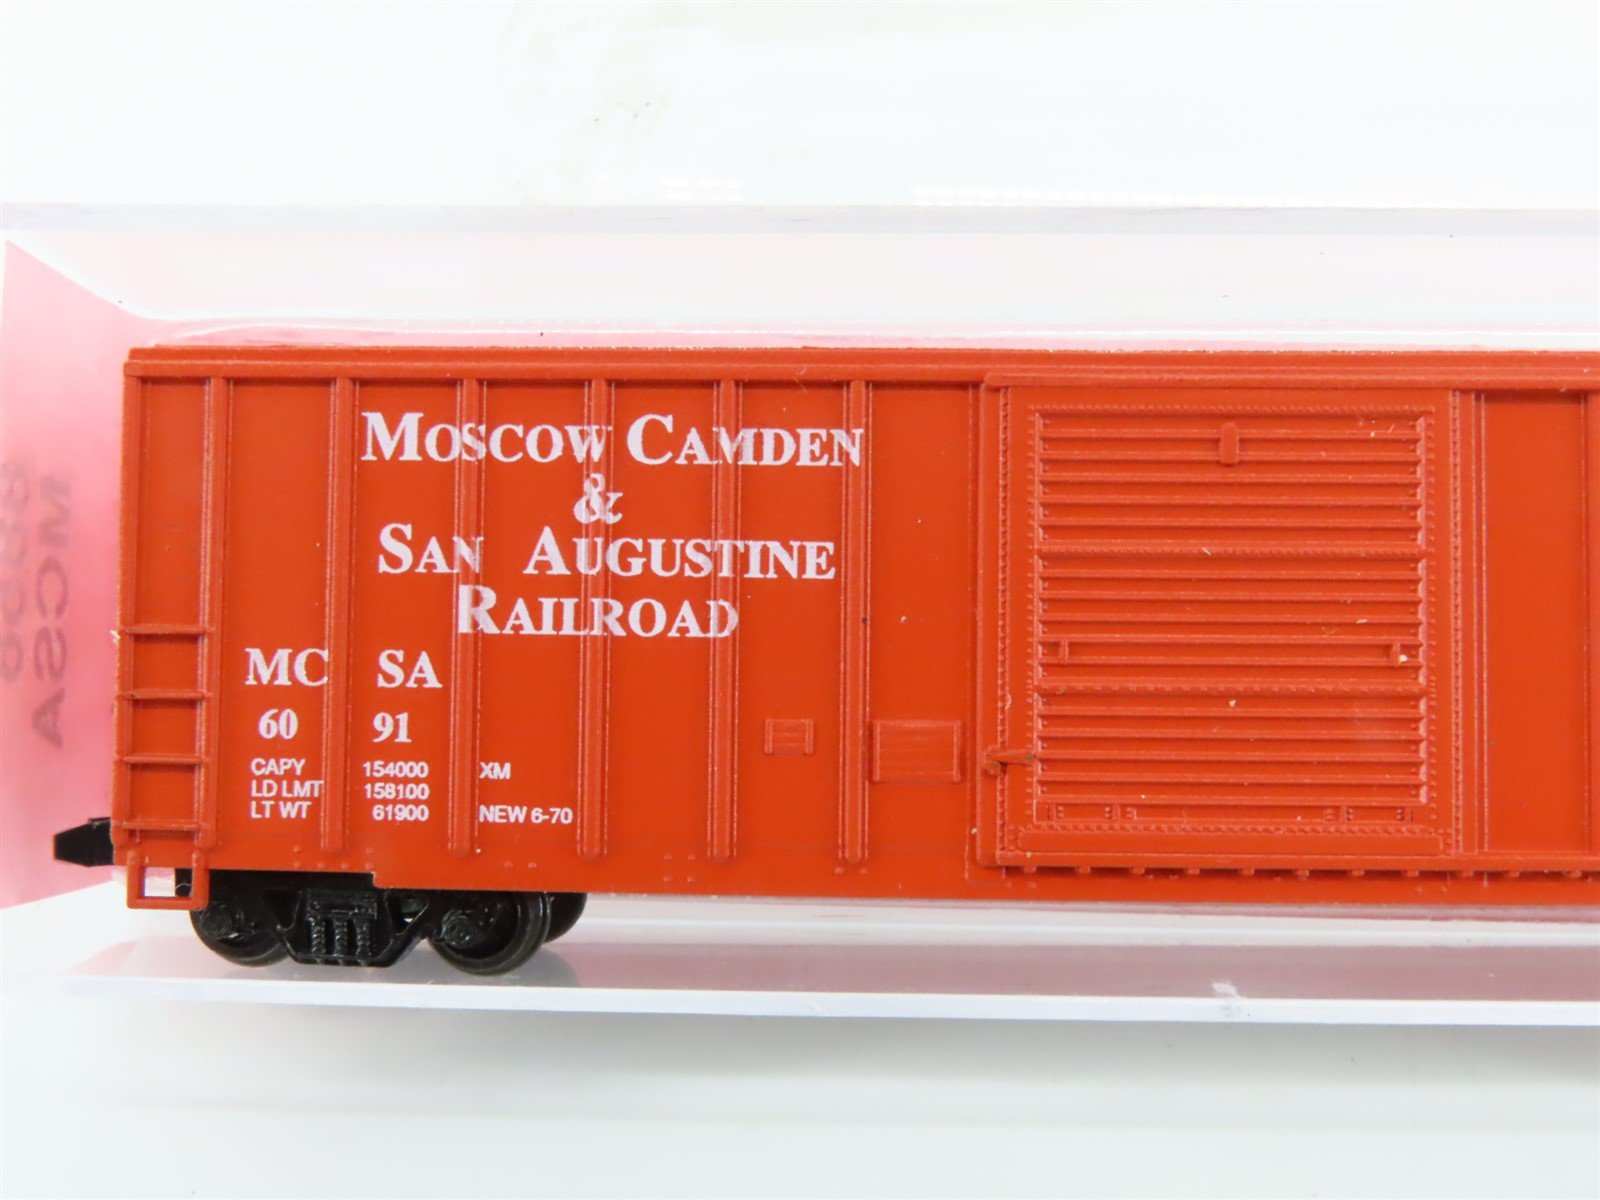 MOSCOW CAMDEN
&
SAN AUGUSTINE
RAILROAD
MC SA
60 91
CAPY 154000 XM
LD LMT 158100
LT WT 61900 NEW 6-70
MCSA